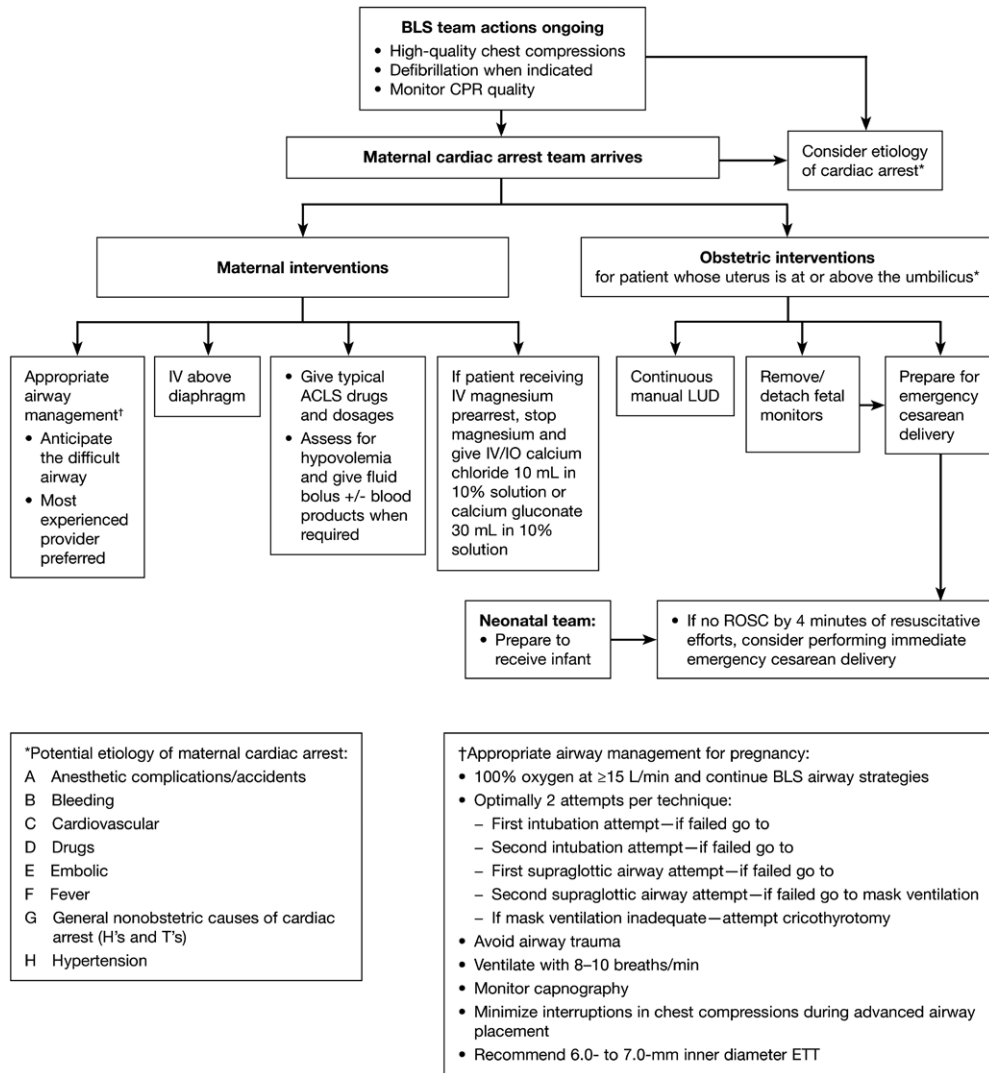 BLS team actions ongoing
• High-quality chest compressions
• Defibrillation when indicated
• Monitor CPR quality
Maternal cardiac arrest team arrives
Consider etiology
of cardiac arrest*
Maternal interventions
Obstetric interventions
for patient whose uterus is at or above the umbilicus*
Appropriate
airway
management†
• Anticipate
the difficult
airway
• Most
experienced
provider
preferred
IV above
diaphragm
• Give typical
ACLS drugs
and dosages
• Assess for
hypovolemia
and give fluid
bolus +/- blood
products when
required
If patient receiving
IV magnesium
prearrest, stop
magnesium and
give IV/IO calcium
chloride 10 mL in
10% solution or
calcium gluconate
30 mL in 10%
solution
Continuous
manual LUD
Remove/
detach fetal
monitors
Prepare for
emergency
cesarean
delivery
Neonatal team:
• Prepare to
receive infant
• If no ROSC by 4 minutes of resuscitative
efforts, consider performing immediate
emergency cesarean delivery
*Potential etiology of maternal cardiac arrest:
A Anesthetic complications/accidents
B Bleeding
C Cardiovascular
D Drugs
E Embolic
F Fever
G General nonobstetric causes of cardiac
arrest (H's and T's)
H Hypertension
†Appropriate airway management for pregnancy:
• 100% oxygen at ≥15 L/min and continue BLS airway strategies
• Optimally 2 attempts per technique:
– First intubation attempt—if failed go to
– Second intubation attempt—if failed go to
– First supraglottic airway attempt—if failed go to
– Second supraglottic airway attempt—if failed go to mask ventilation
– If mask ventilation inadequate—attempt cricothyrotomy
• Avoid airway trauma
• Ventilate with 8–10 breaths/min
• Monitor capnography
• Minimize interruptions in chest compressions during advanced airway
placement
• Recommend 6.0- to 7.0-mm inner diameter ETT